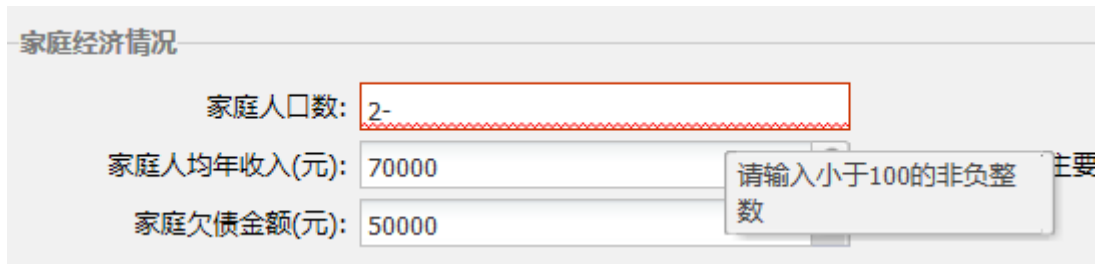 家庭经济情况
家庭人口数: 2-
家庭人均年收入(元): 70000
主要
家庭欠债金额(元): 50000
请输入小于100的非负整
数